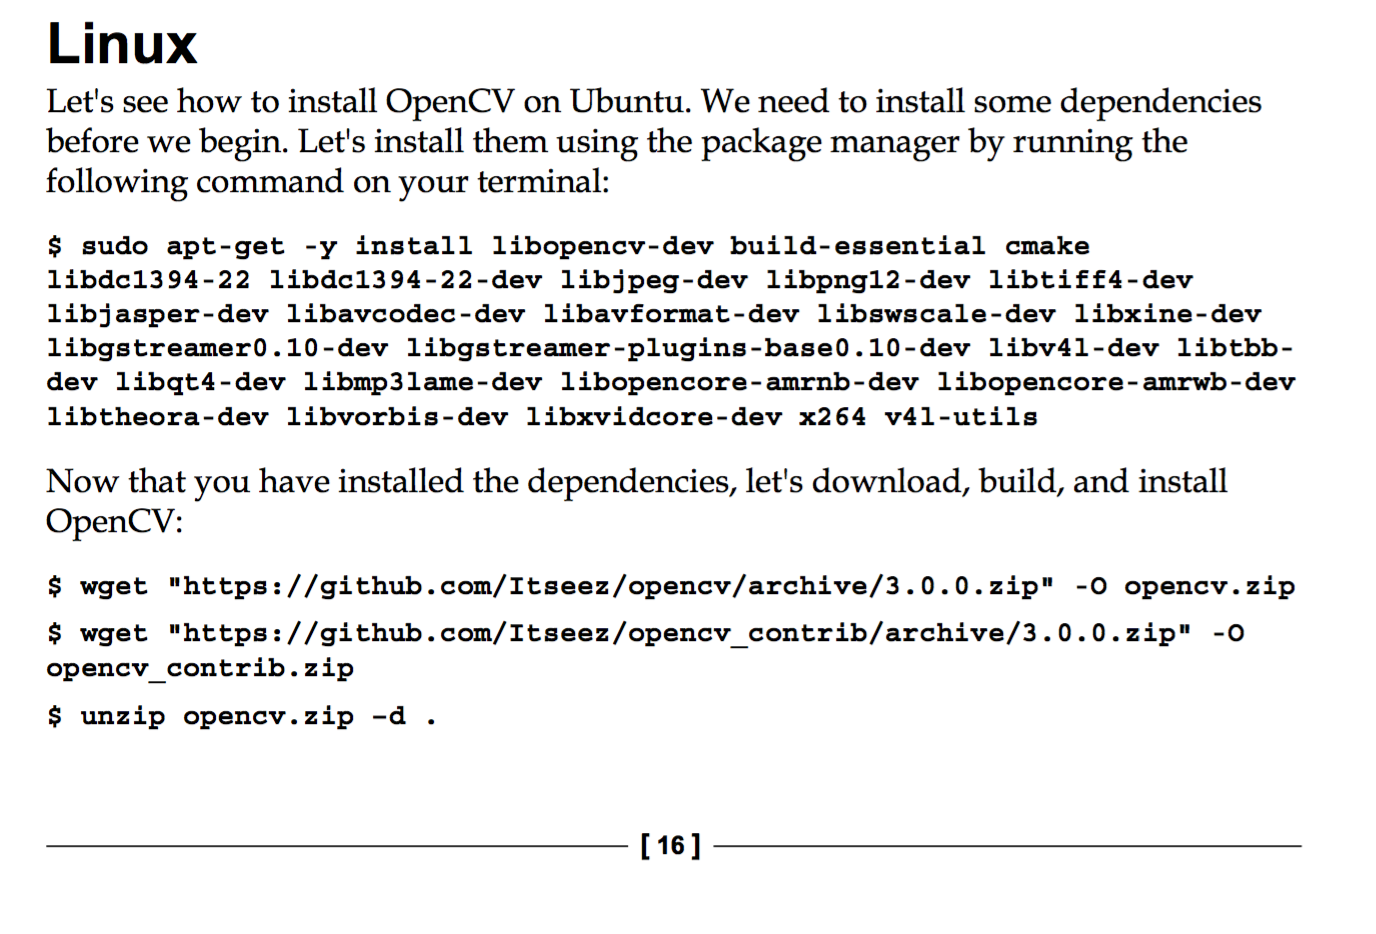 Linux
Let's see how to install OpenCV on Ubuntu. We need to install some dependencies
before we begin. Let's install them using the package manager by running the
following command on your terminal:
$ sudo apt-get -y install libopencv-dev build-essential cmake
libdc1394-22 libdc1394-22-dev libjpeg-dev libpng12-dev libtiff4-dev
libjasper-dev libavcodec-dev libavformat-dev libswscale-dev libxine-dev
libgstreamer0.10-dev libgstreamer-plugins-base0.10-dev libv4l-dev libtbb-
dev libqt4-dev libmp3lame-dev libopencore-amrnb-dev libopencore-amrwb-dev
libtheora-dev libvorbis-dev libxvidcore-dev x264 v4l-utils
Now that you have installed the dependencies, let's download, build, and install
OpenCV:
$ wget "https://github.com/Itseez/opencv/archive/3.0.0.zip" -O opencv.zip
$ wget "https://github.com/Itseez/opencv_contrib/archive/3.0.0.zip" -O
opencv_contrib.zip
$ unzip opencv.zip –d .
[ 16 ]